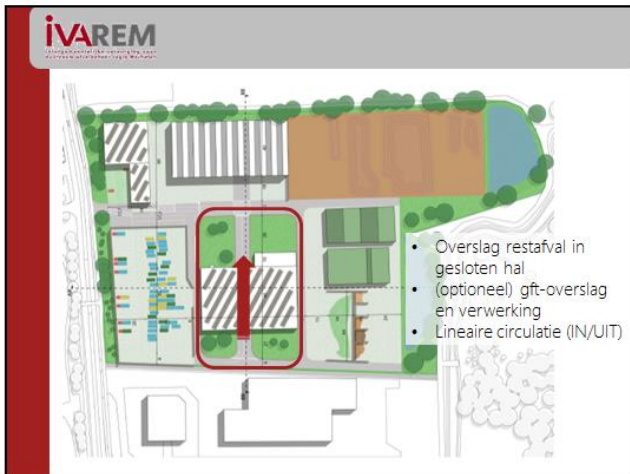 IVAREM
• Overslag restafval in
gesloten hal
• (optioneel) gft-overslag
en verwerking
• Lineaire circulatie (IN/UIT)